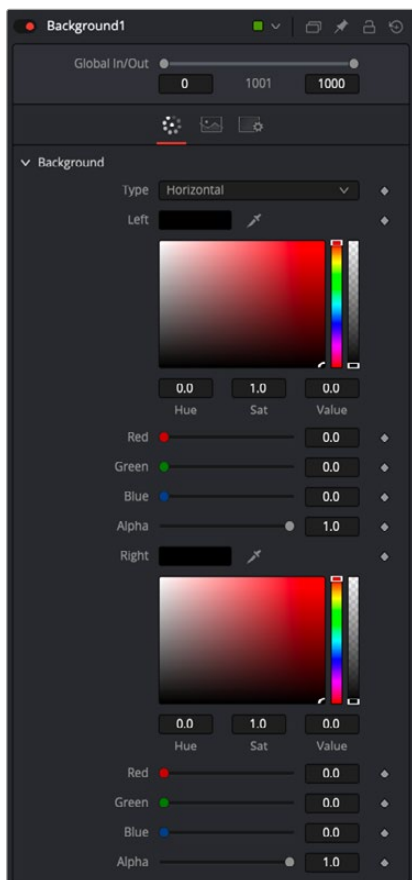 Background1
Global In/Out
0 1001 1000
Background
Type Horizontal
Left
0.0 1.0 0.0
Hue Sat Value
Red 0.0
Green 0.0
Blue 0.0
Alpha 1.0
Right
0.0 1.0 0.0
Hue Sat Value
Red 0.0
Green 0.0
Blue 0.0
Alpha 1.0